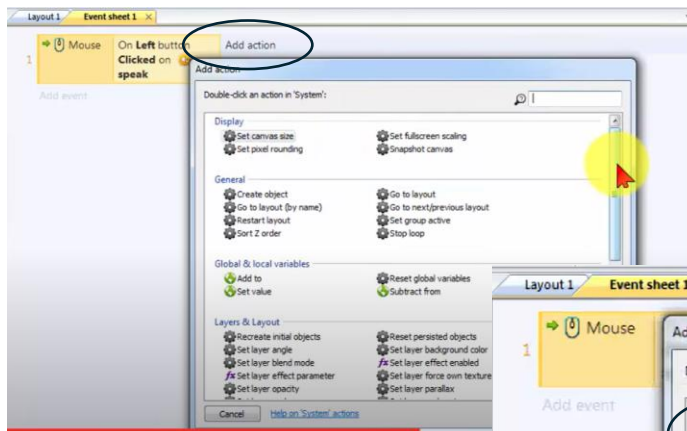 Layout 1 Event sheet 1
1 Mouse On Left button Add action
Clicked on
speak
Add event
Add action
Double-click an action in 'System':
Display
Set canvas size Set fullscreen scaling
Set pixel rounding Snapshot canvas
General
Create object Go to layout
Go to layout (by name) Go to next/previous layout
Restart layout Set group active
Sort Z order Stop loop
Global & local variables
Add to Reset global variables
Set value Subtract from
Layers & Layout
Recreate initial objects Reset persisted objects
Set layer angle Set layer background color
Set layer blend mode Set layer effect enabled
Set layer effect parameter Set layer force own texture
Set layer opacity Set layer parallax
Cancel Help on 'System' actions
Layout 1 Event sheet 1
1 Mouse
Add event